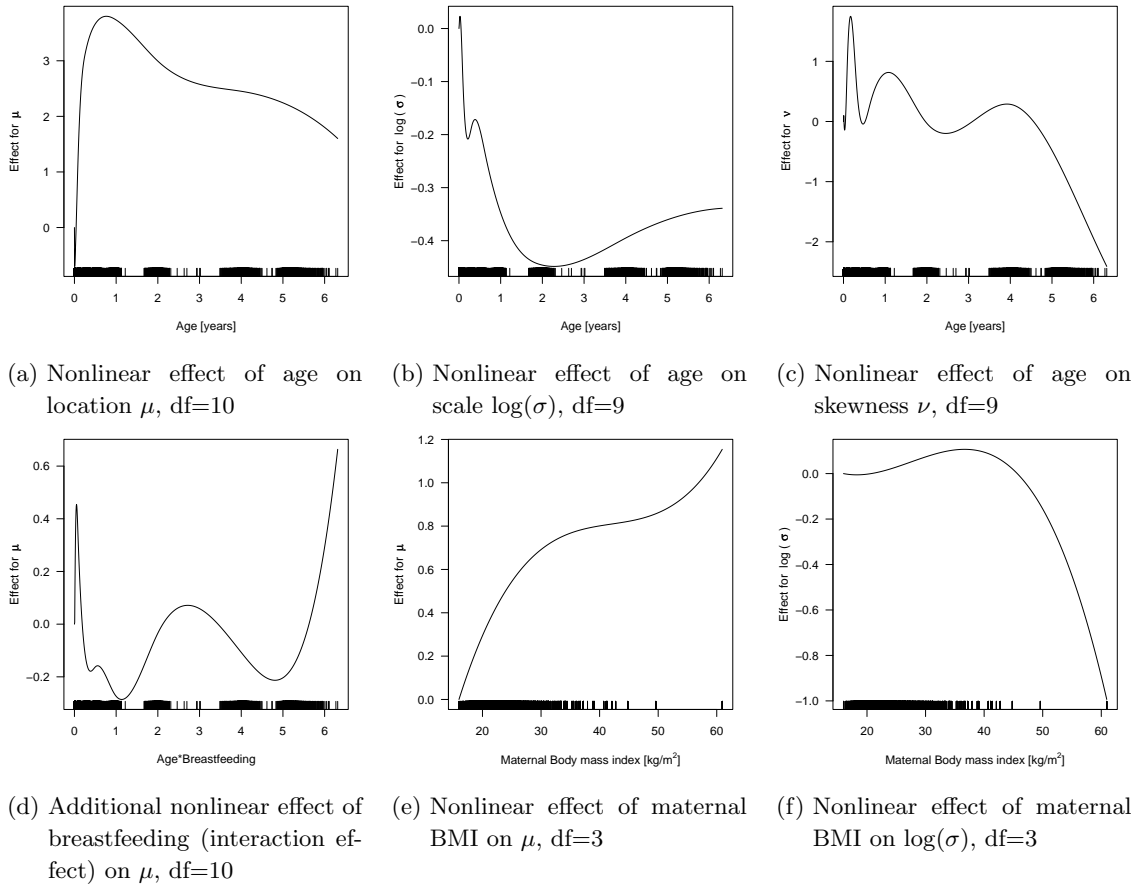 3
2
1
0
Effect for μ
0 1 2 3 4 5 6
Age [years]
0.0
−0.1
−0.2
−0.3
−0.4
Effect for log( σ )
0 1 2 3 4 5 6
Age [years]
1
0
−1
−2
Effect for ν
0 1 2 3 4 5 6
Age [years]
(a) Nonlinear effect of age on
location μ, df=10
(b) Nonlinear effect of age on
scale log(σ), df=9
(c) Nonlinear effect of age on
skewness ν, df=9
0.6
0.4
0.2
0.0
−0.2
Effect for μ
0 1 2 3 4 5 6
Age*Breastfeeding
1.2
1.0
0.8
0.6
0.4
0.2
0.0
Effect for μ
20 30 40 50 60
Maternal Body mass index [kg/m²]
0.0
−0.2
−0.4
−0.6
−0.8
−1.0
Effect for log( σ )
20 30 40 50 60
Maternal Body mass index [kg/m²]
(d) Additional nonlinear effect of
breastfeeding (interaction ef-
fect) on μ, df=10
(e) Nonlinear effect of maternal
BMI on μ, df=3
(f) Nonlinear effect of maternal
BMI on log(σ), df=3